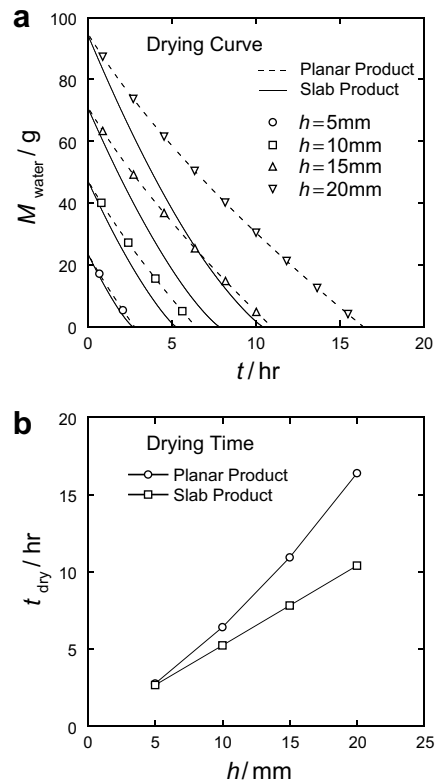 a
100
80
60
40
20
0
M water / g
Drying Curve
Planar Product
Slab Product
h=5mm
h=10mm
h=15mm
h=20mm
0 5 10 15 20
t / hr
b
20
15
10
5
0
t dry / hr
Drying Time
Planar Product
Slab Product
0 5 10 15 20 25
h / mm